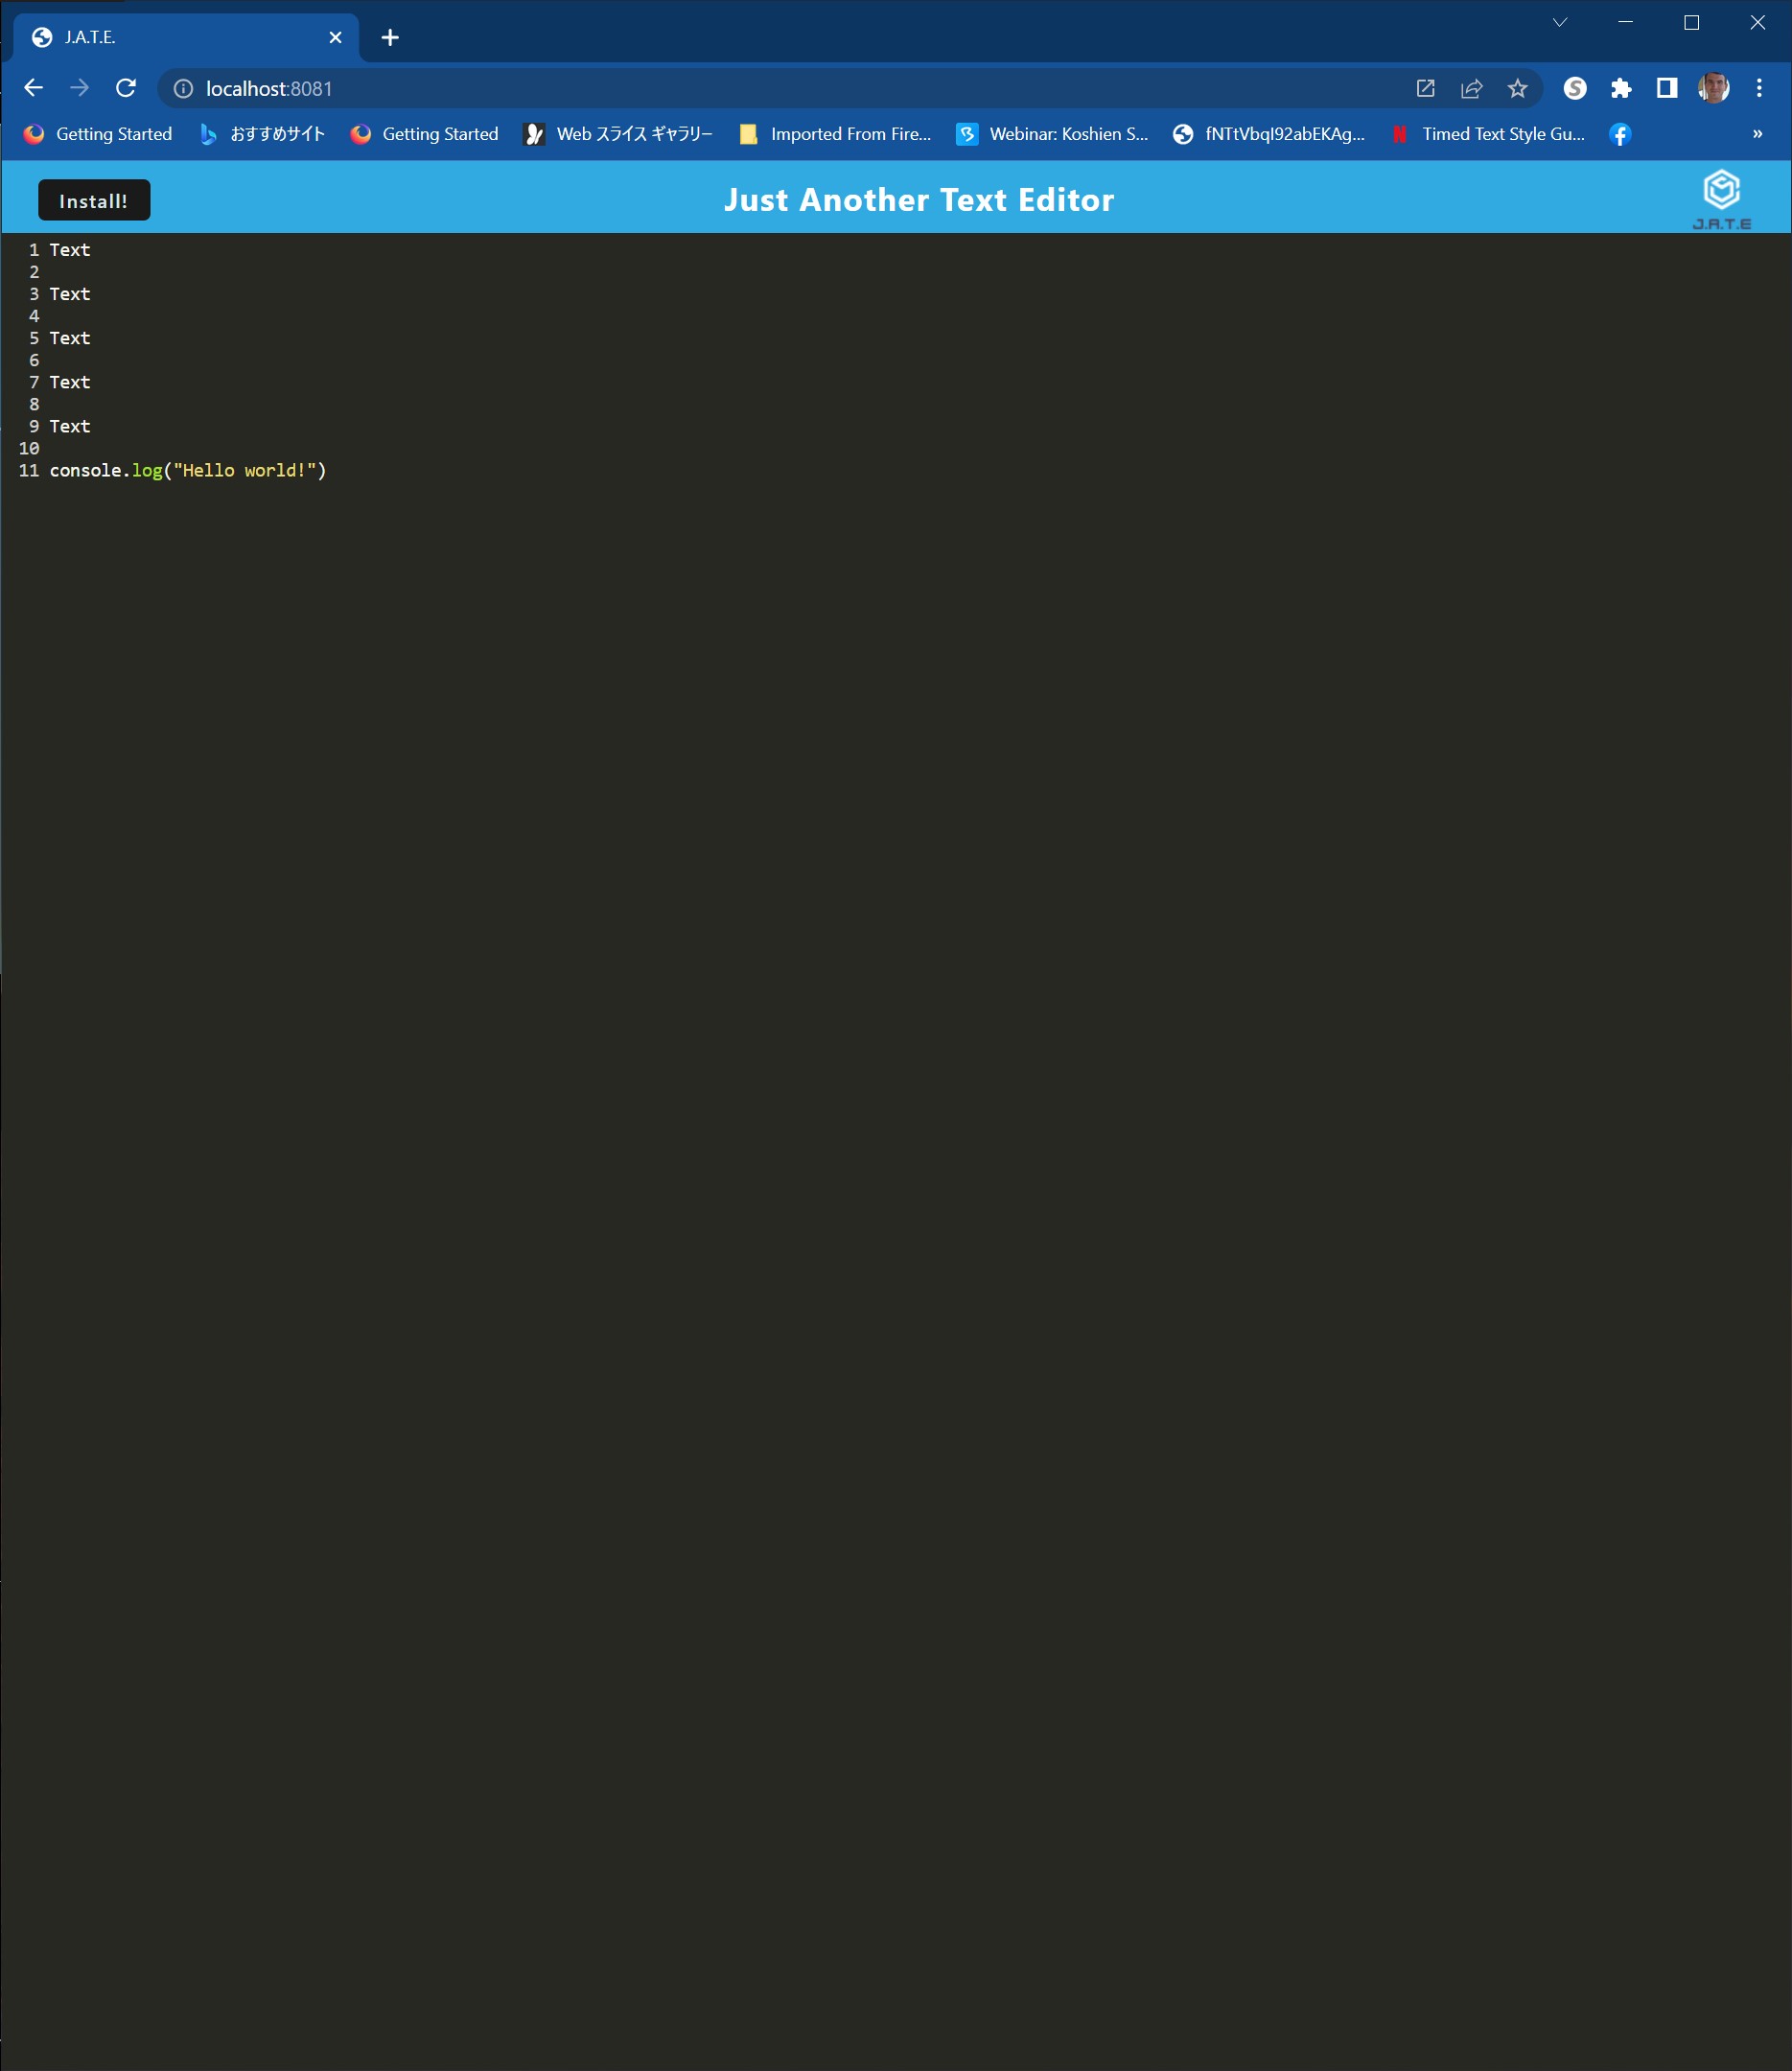 J.A.T.E.
localhost:8081
Getting Started おすすめサイト Getting Started Web スライス ギャラリー Imported From Fire... Webinar: Koshien S... fNTtVbqI92abEKAg... Timed Text Style Gu... »
Install! Just Another Text Editor J.A.T.E
1 Text
2
3 Text
4
5 Text
6
7 Text
8
9 Text
10
11 console.log("Hello world!")